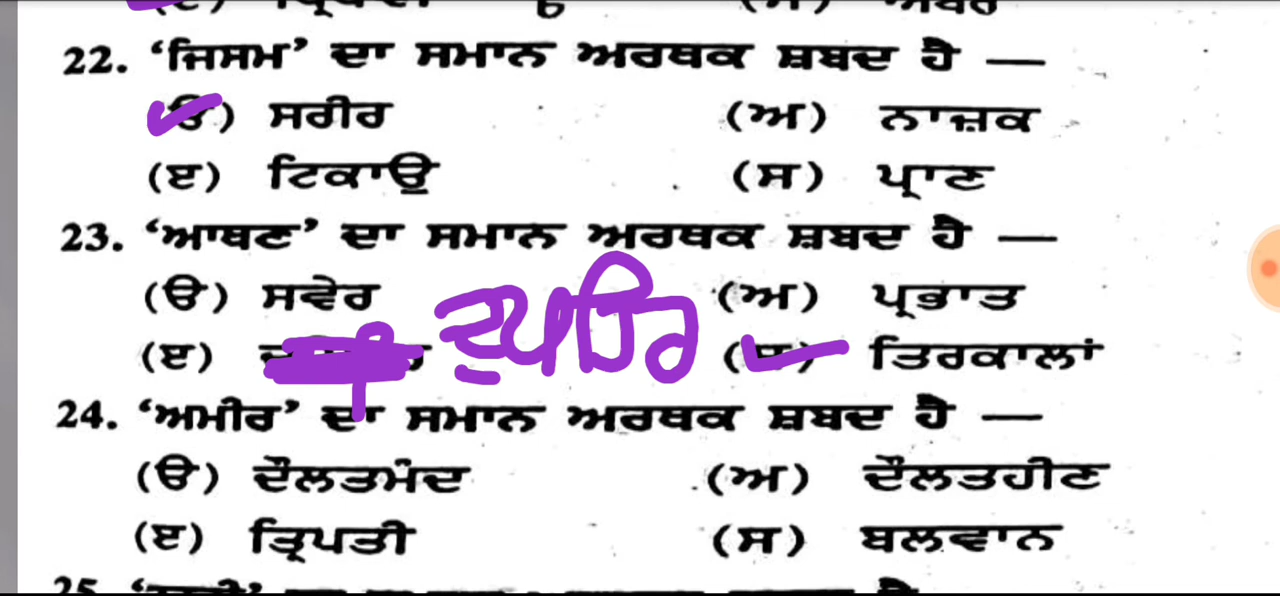 22. ‘ਜਿਸਮ’ ਦਾ ਸਮਾਨ ਅਰਥਕ ਸ਼ਬਦ ਹੈ —
(ੳ) ਸਰੀਰ (ਅ) ਨਾਜ਼ਕ
(ੲ) ਟਿਕਾਊ (ਸ) ਪ੍ਰਾਣ
23. ‘ਆਥਣ’ ਦਾ ਸਮਾਨ ਅਰਥਕ ਸ਼ਬਦ ਹੈ —
(ੳ) ਸਵੇਰ (ਅ) ਪ੍ਰਭਾਤ
(ੲ) ਦੁਪਹਿਰ (ਸ) ਤਿਰਕਾਲਾਂ
24. ‘ਅਮੀਰ’ ਦਾ ਸਮਾਨ ਅਰਥਕ ਸ਼ਬਦ ਹੈ —
(ੳ) ਦੌਲਤਮੰਦ (ਅ) ਦੌਲਤਹੀਣ
(ੲ) ਤ੍ਰਿਪਤੀ (ਸ) ਬਲਵਾਨ
25.